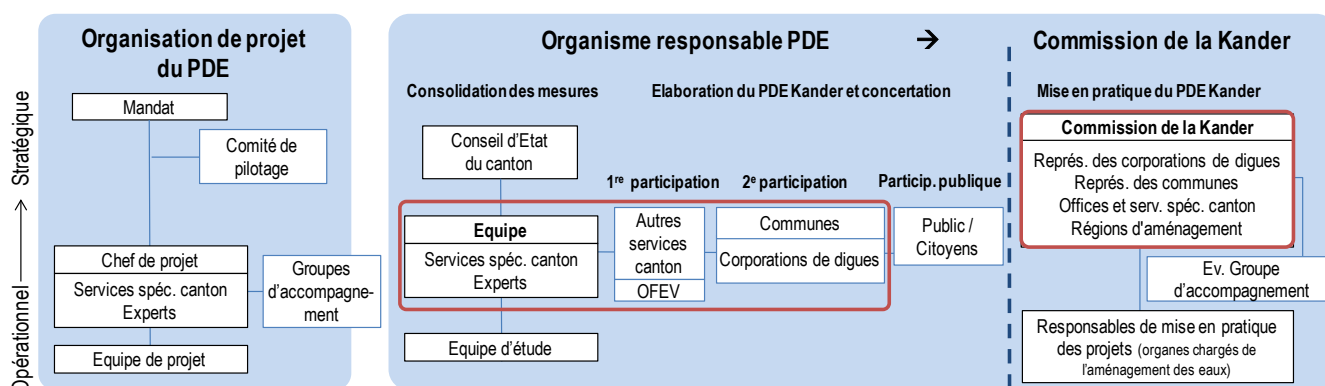 Opérationnel → Stratégique
Organisation de projet
du PDE
Mandat
Comité de
pilotage
Chef de projet
Services spéc. canton
Experts
Groupes
d'accompagne-
ment
Equipe de projet
Organisme responsable PDE →
Consolidation des mesures
Elaboration du PDE Kander et concertation
Conseil d'Etat
du canton
1re participation
2e participation
Particip. publique
Equipe
Services spéc. canton
Experts
Autres
services
canton
OFEV
Communes
Corporations de digues
Public /
Citoyens
Equipe d'étude
Commission de la Kander
Mise en pratique du PDE Kander
Commission de la Kander
Représ. des corporations de digues
Représ. des communes
Offices et serv. spéc. canton
Régions d'aménagement
Ev. Groupe
d'accompagnement
Responsables de mise en pratique
des projets (organes chargés de
l'aménagement des eaux)